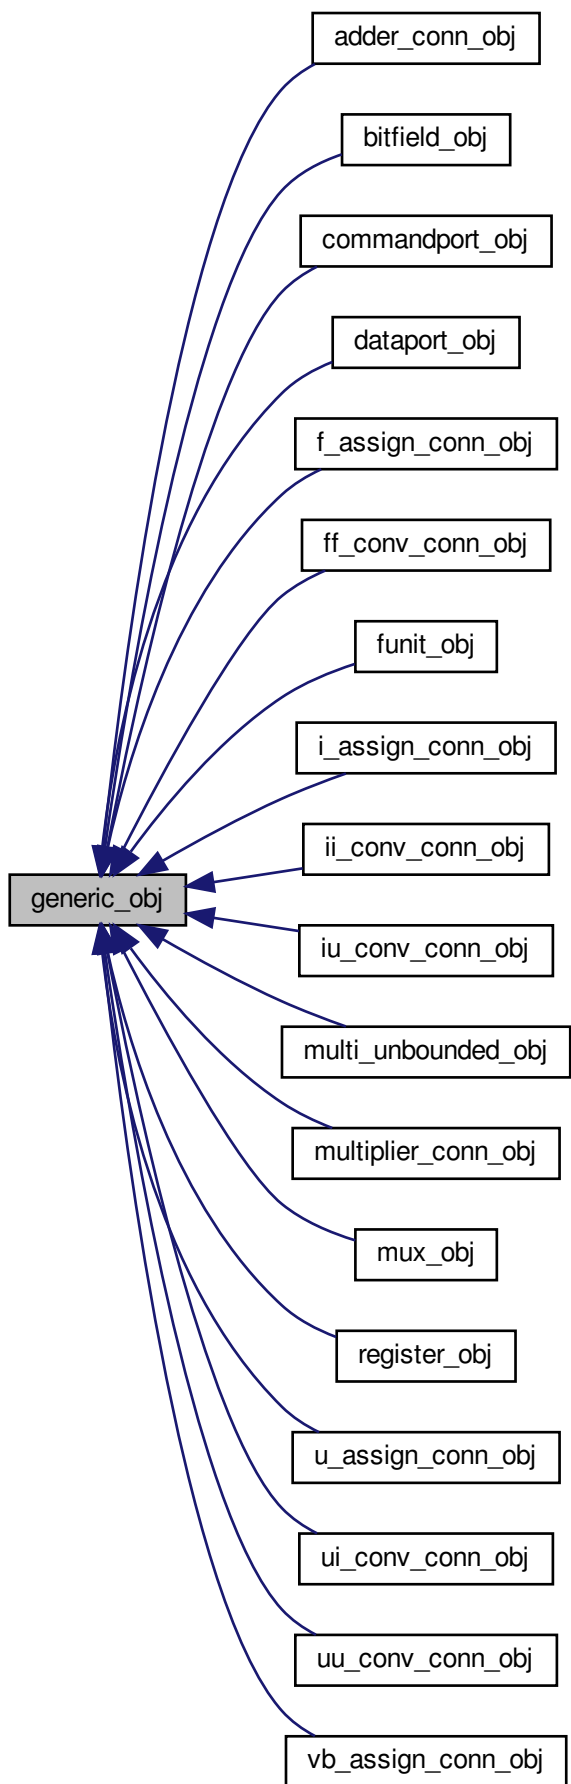 adder_conn_obj
bitfield_obj
commandport_obj
dataport_obj
f_assign_conn_obj
ff_conv_conn_obj
funit_obj
i_assign_conn_obj
ii_conv_conn_obj
generic_obj
iu_conv_conn_obj
multi_unbounded_obj
multiplier_conn_obj
mux_obj
register_obj
u_assign_conn_obj
ui_conv_conn_obj
uu_conv_conn_obj
vb_assign_conn_obj